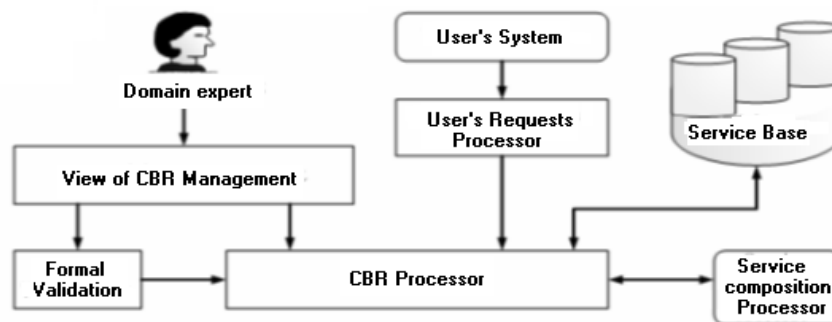 User's System
Domain expert
User's Requests
Processor
Service Base
View of CBR Management
Formal
Validation
CBR Processor
Service
composition
Processor